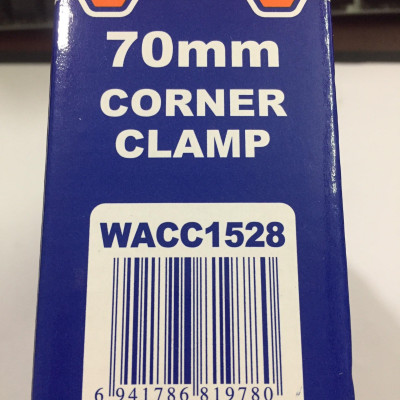 70mm
CORNER
CLAMP
WACC1528
6 941786 819780